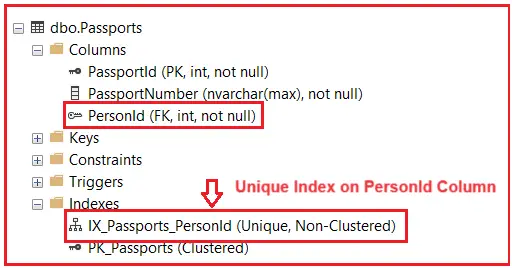 dbo.Passports
Columns
PassportId (PK, int, not null)
PassportNumber (nvarchar(max), not null)
PersonId (FK, int, not null)
Keys
Constraints
Triggers
Unique Index on PersonId Column
Indexes
IX_Passports_PersonId (Unique, Non-Clustered)
PK_Passports (Clustered)